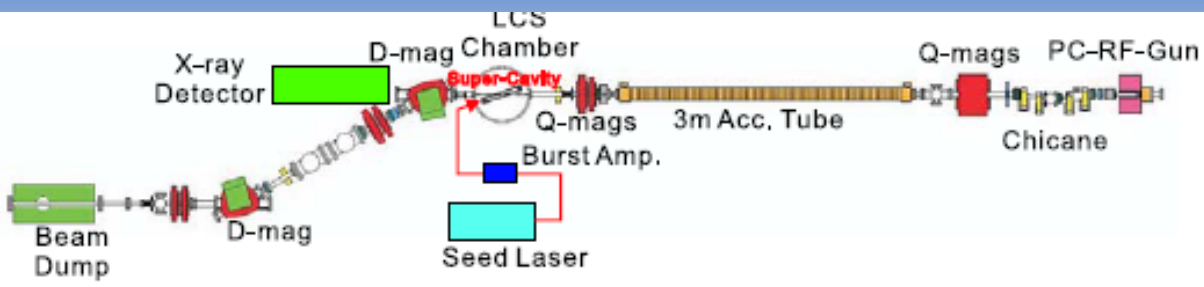 LCS
Chamber
D-mag
X-ray
Detector
Super-Cavity
Q-mags
PC-RF-Gun
Q-mags
3m Acc. Tube
Chicane
Burst Amp.
D-mag
Beam
Dump
Seed Laser